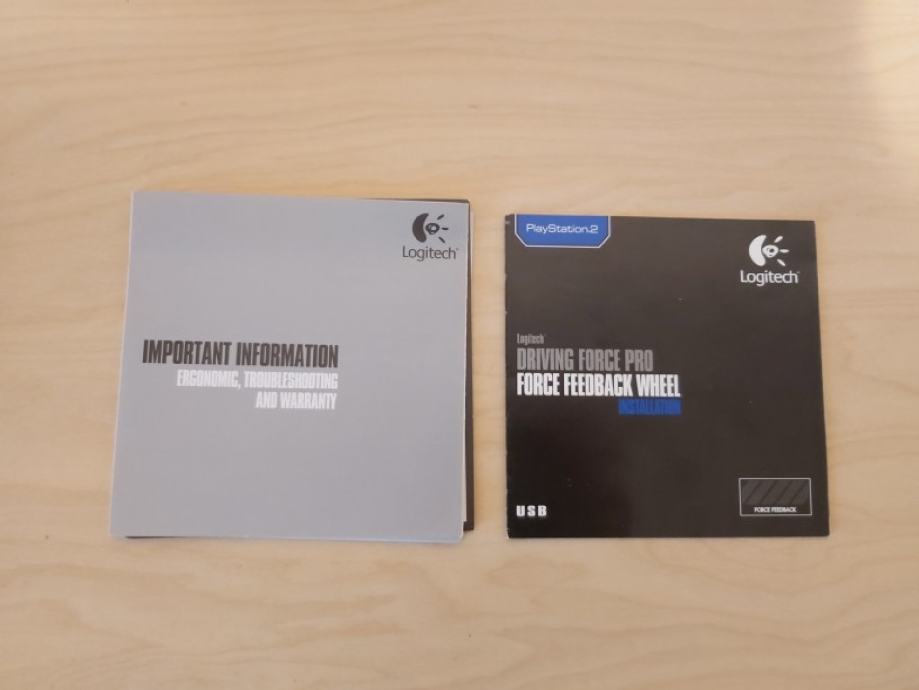 Logitech
IMPORTANT INFORMATION
ERGONOMIC, TROUBLESHOOTING
AND WARRANTY
PlayStation.2
Logitech
Logitech
DRIVING FORCE PRO
FORCE FEEDBACK WHEEL
INSTALLATION
USB
FORCE FEEDBACK